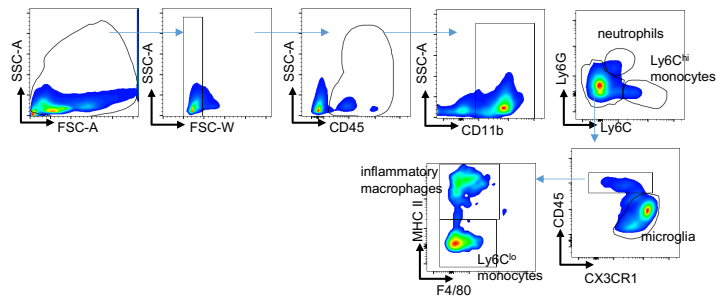 SSC-A
FSC-A
SSC-A
FSC-W
SSC-A
CD45
SSC-A
CD11b
Ly6G
neutrophils
Ly6Chi
monocytes
Ly6C
inflammatory
macrophages
MHC II
Ly6Clo
monocytes
F4/80
CD45
microglia
CX3CR1